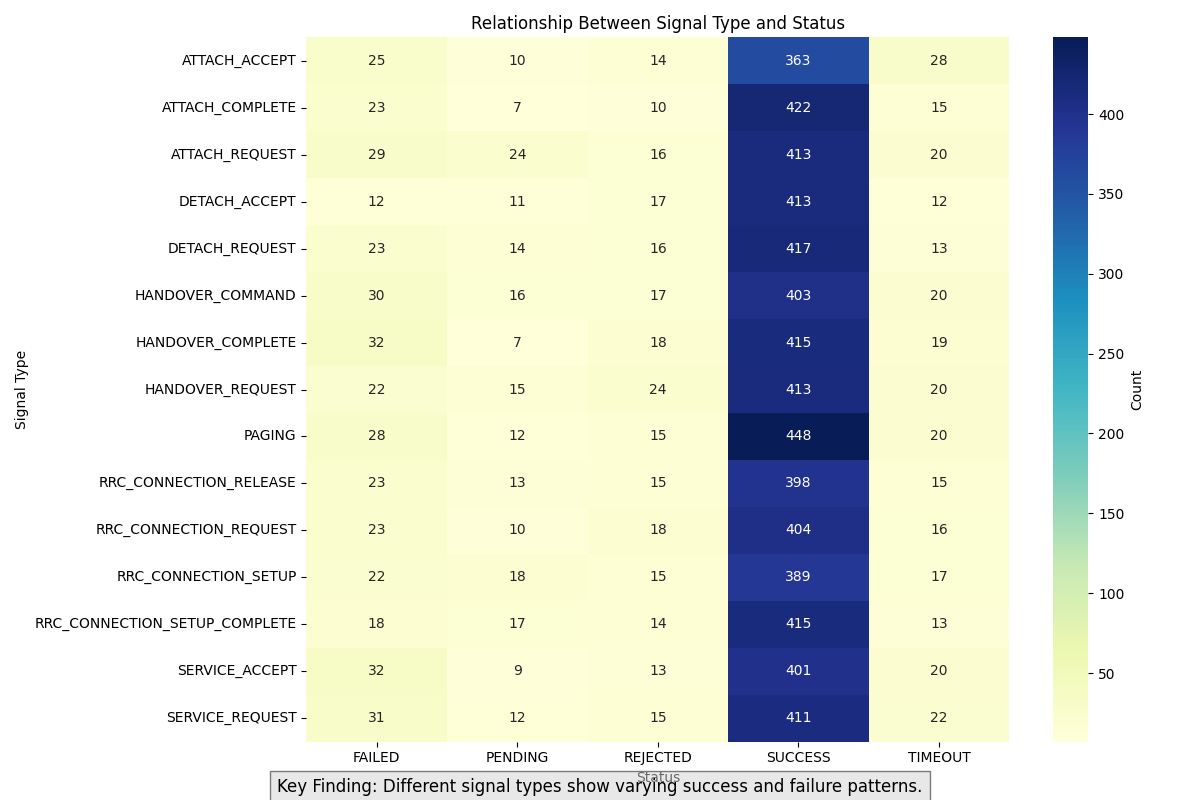 Relationship Between Signal Type and Status
ATTACH_ACCEPT 25 10 14 363 28
ATTACH_COMPLETE 23 7 10 422 15
ATTACH_REQUEST 29 24 16 413 20
DETACH_ACCEPT 12 11 17 413 12
DETACH_REQUEST 23 14 16 417 13
HANDOVER_COMMAND 30 16 17 403 20
HANDOVER_COMPLETE 32 7 18 415 19
HANDOVER_REQUEST 22 15 24 413 20
PAGING 28 12 15 448 20
RRC_CONNECTION_RELEASE 23 13 15 398 15
RRC_CONNECTION_REQUEST 23 10 18 404 16
RRC_CONNECTION_SETUP 22 18 15 389 17
RRC_CONNECTION_SETUP_COMPLETE 18 17 14 415 13
SERVICE_ACCEPT 32 9 13 401 20
SERVICE_REQUEST 31 12 15 411 22
FAILED PENDING REJECTED SUCCESS TIMEOUT
Status
Signal Type
400
350
300
250
200
150
100
50
Count
Key Finding: Different signal types show varying success and failure patterns.